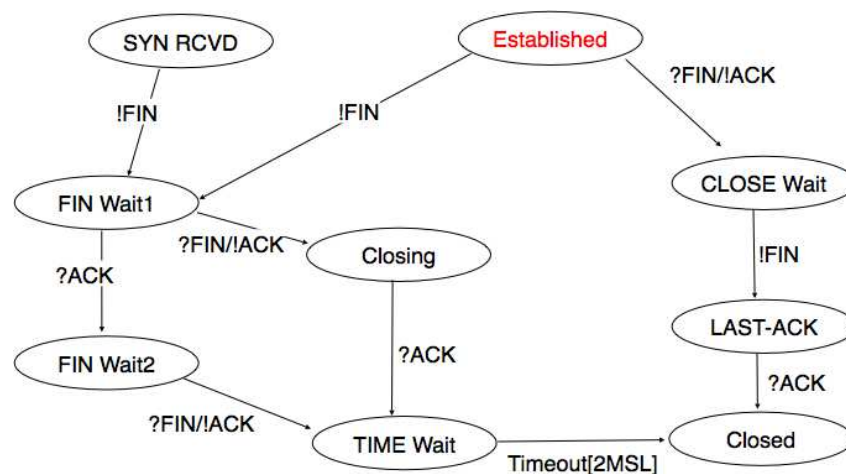 SYN RCVD
Established
!FIN
!FIN
?FIN/!ACK
FIN Wait1
CLOSE Wait
?FIN/!ACK
Closing
!FIN
?ACK
LAST-ACK
FIN Wait2
?ACK
?ACK
?FIN/!ACK
TIME Wait
Closed
Timeout[2MSL]